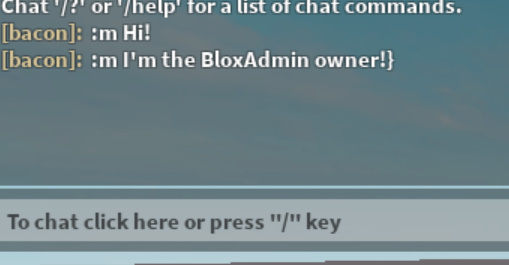 Chat '/?' or '/help' for a list of chat commands.
[bacon]: :m Hi!
[bacon]: :m I'm the BloxAdmin owner!}
To chat click here or press "/" key